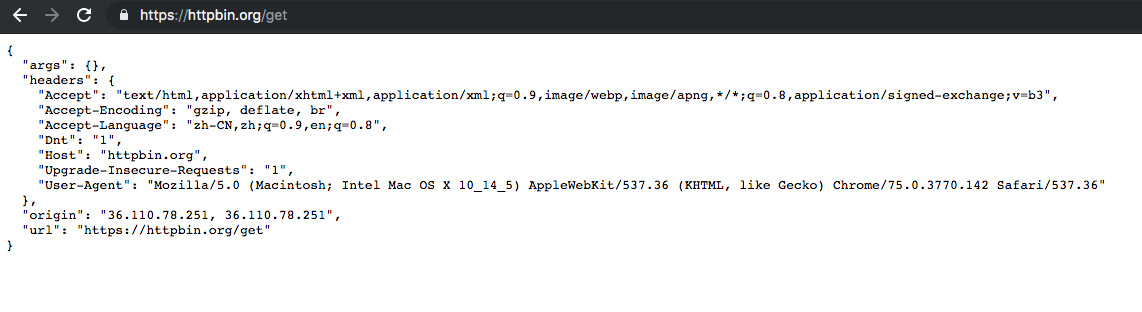 https://httpbin.org/get
{
  "args": {},
  "headers": {
    "Accept": "text/html,application/xhtml+xml,application/xml;q=0.9,image/webp,image/apng,*/*;q=0.8,application/signed-exchange;v=b3",
    "Accept-Encoding": "gzip, deflate, br",
    "Accept-Language": "zh-CN,zh;q=0.9,en;q=0.8",
    "Dnt": "1",
    "Host": "httpbin.org",
    "Upgrade-Insecure-Requests": "1",
    "User-Agent": "Mozilla/5.0 (Macintosh; Intel Mac OS X 10_14_5) AppleWebKit/537.36 (KHTML, like Gecko) Chrome/75.0.3770.142 Safari/537.36"
  },
  "origin": "36.110.78.251, 36.110.78.251",
  "url": "https://httpbin.org/get"
}